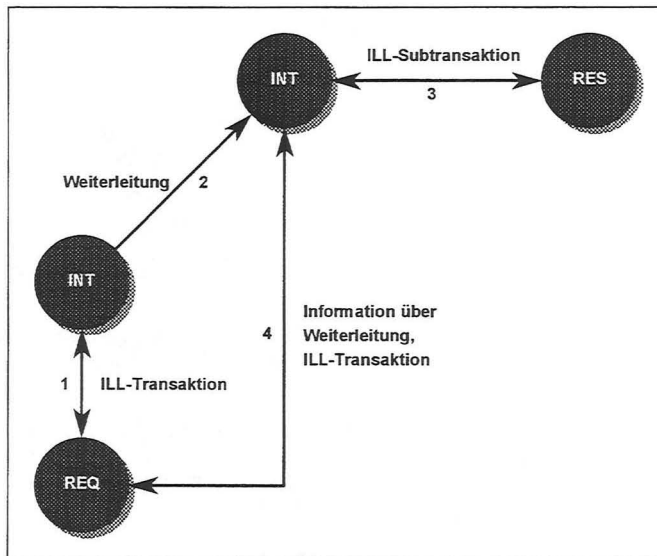 INT
ILL-Subtransaktion
RES
3
Weiterleitung 2
INT
4
Information über
Weiterleitung,
ILL-Transaktion
1 ILL-Transaktion
REQ